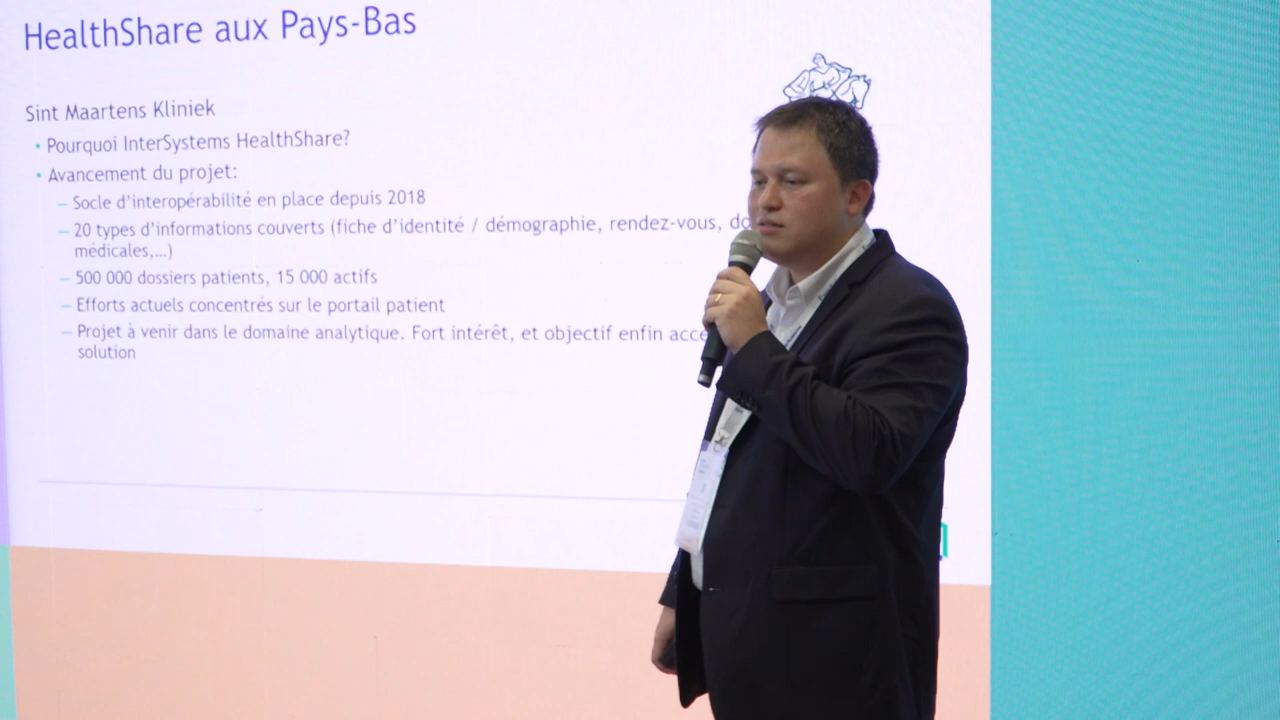 HealthShare aux Pays-Bas
Sint Maartens Kliniek
• Pourquoi InterSystems HealthShare?
• Avancement du projet:
– Socle d'interopérabilité en place depuis 2018
– 20 types d'informations couverts (fiche d'identité / démographie, rendez-vous,
médicales,…)
– 500 000 dossiers patients, 15 000 actifs
– Efforts actuels concentrés sur le portail patient
– Projet à venir dans le domaine analytique. Fort intérêt, et objectif enfin
solution